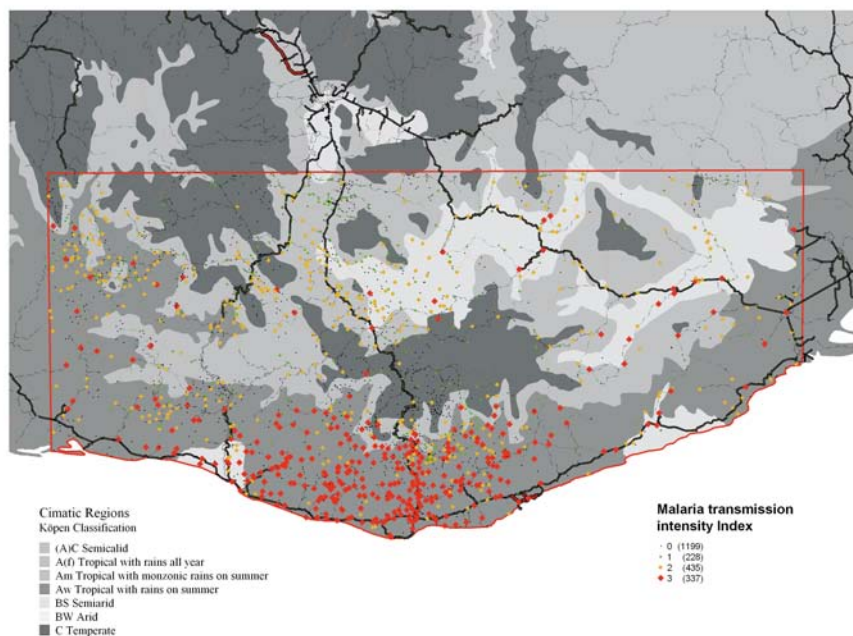 Cimatic Regions
Köpen Classification
(A)C Semicalid
A(f) Tropical with rains all year
Am Tropical with monzonic rains on summer
Aw Tropical with rains on summer
BS Semiarid
BW Arid
C Temperate
Malaria transmission
intensity Index
0 (1199)
1 (228)
2 (435)
3 (337)